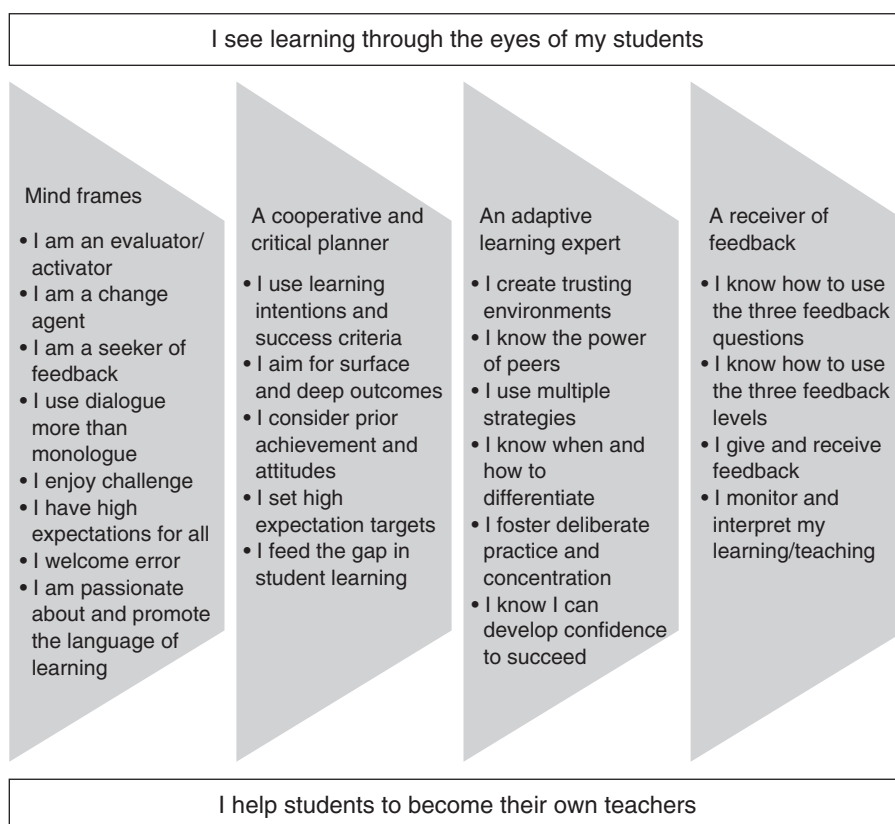 I see learning through the eyes of my students
Mind frames
• I am an evaluator/
activator
• I am a change
agent
• I am a seeker of
feedback
• I use dialogue
more than
monologue
• I enjoy challenge
• I have high
expectations for all
• I welcome error
• I am passionate
about and promote
the language of
learning
A cooperative and
critical planner
• I use learning
intentions and
success criteria
• I aim for surface
and deep outcomes
• I consider prior
achievement and
attitudes
• I set high
expectation targets
• I feed the gap in
student learning
An adaptive
learning expert
• I create trusting
environments
• I know the power
of peers
• I use multiple
strategies
• I know when and
how to
differentiate
• I foster deliberate
practice and
concentration
• I know I can
develop confidence
to succeed
A receiver of
feedback
• I know how to use
the three feedback
questions
• I know how to use
the three feedback
levels
• I give and receive
feedback
• I monitor and
interpret my
learning/teaching
I help students to become their own teachers